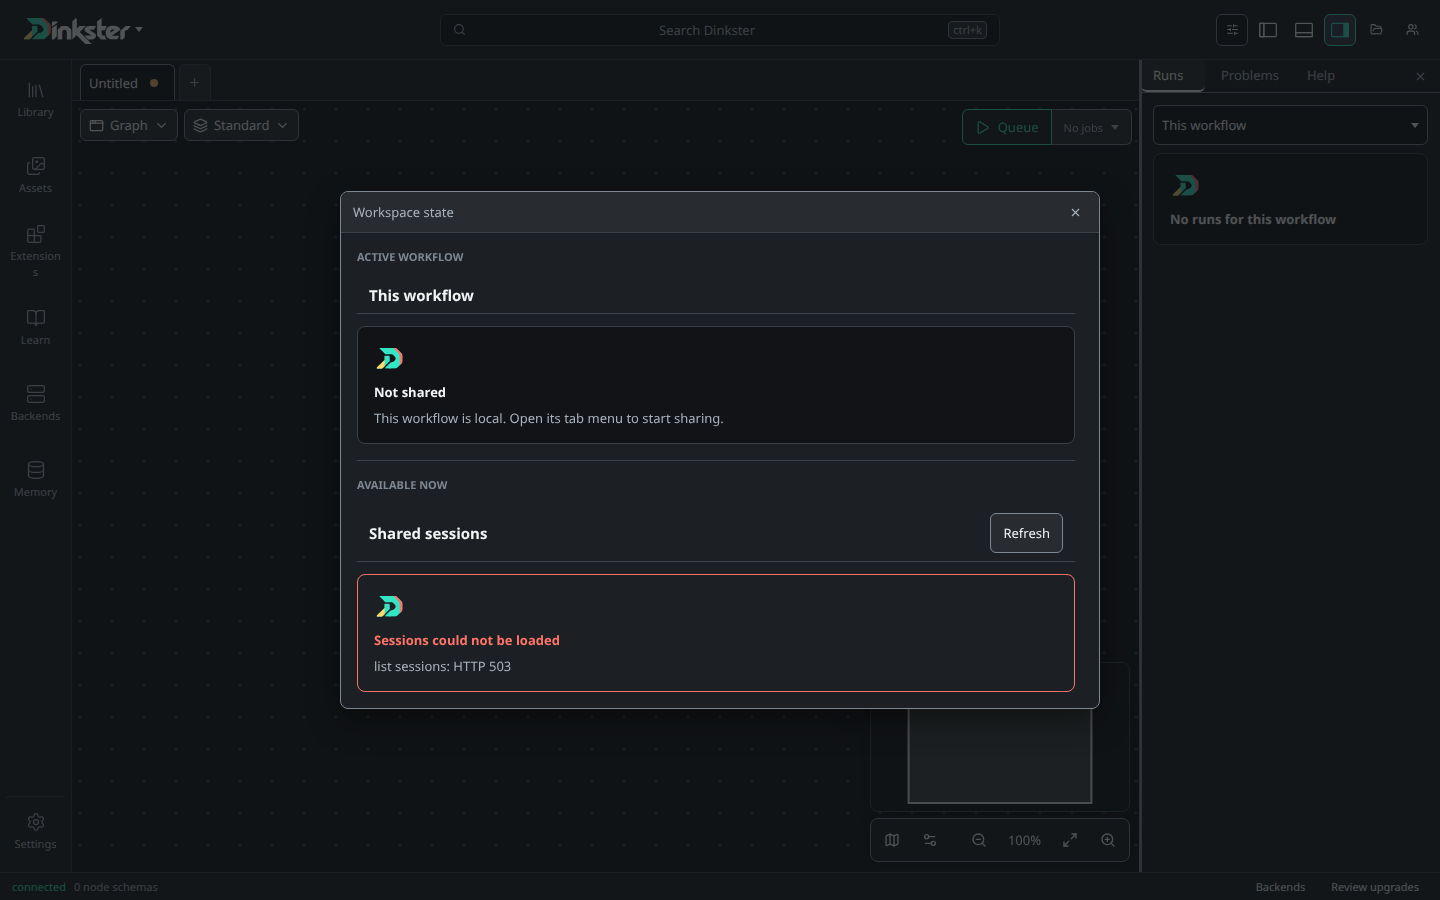 Dinkster
Search Dinkster
ctrl+k
Untitled
+
Runs
Problems
Help
Library
Graph
Standard
Queue
No jobs
This workflow
Assets
No runs for this workflow
Workspace state
Extension
s
ACTIVE WORKFLOW
This workflow
Learn
Not shared
This workflow is local. Open its tab menu to start sharing.
Backends
Memory
AVAILABLE NOW
Shared sessions
Refresh
Sessions could not be loaded
list sessions: HTTP 503
Settings
100%
connected
0 node schemas
Backends
Review upgrades